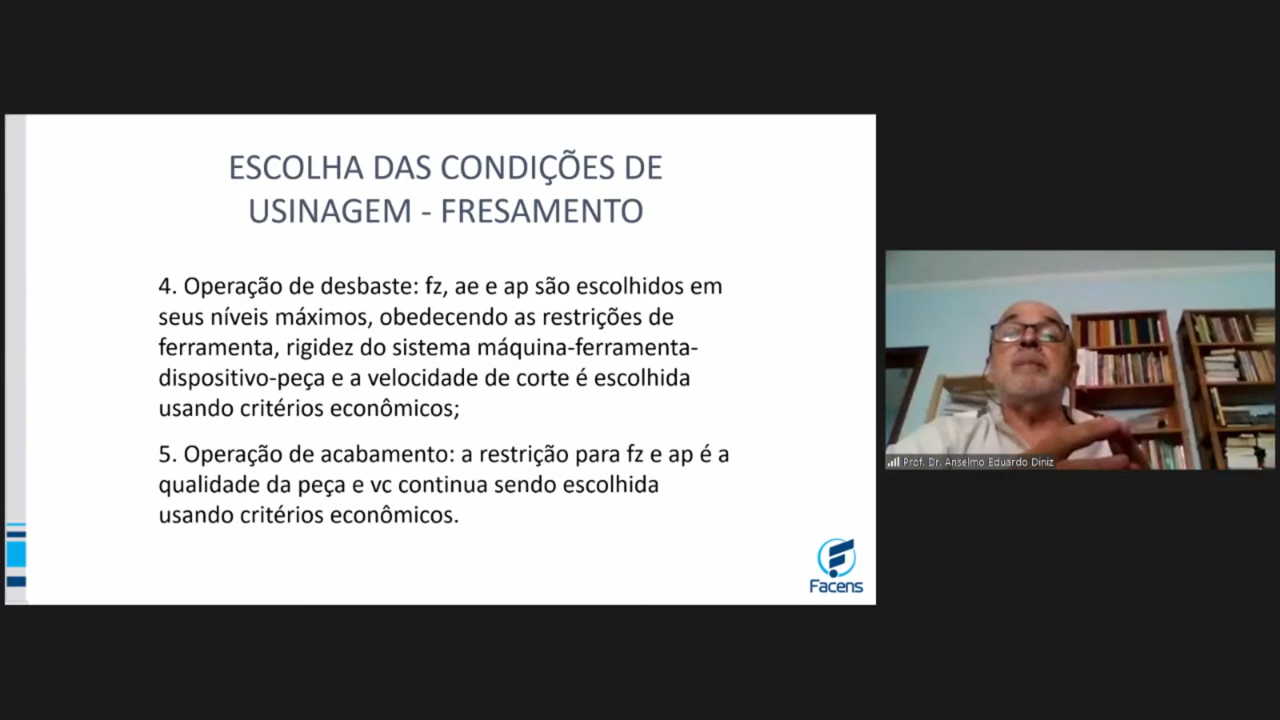 ESCOLHA DAS CONDIÇÕES DE
USINAGEM - FRESAMENTO
4. Operação de desbaste: fz, ae e ap são escolhidos em
seus níveis máximos, obedecendo as restrições de
ferramenta, rigidez do sistema máquina-ferramenta-
dispositivo-peça e a velocidade de corte é escolhida
usando critérios econômicos;
5. Operação de acabamento: a restrição para fz e ap é a
qualidade da peça e vc continua sendo escolhida
usando critérios econômicos.
Facens
Prof. Dr. Anselmo Eduardo Diniz